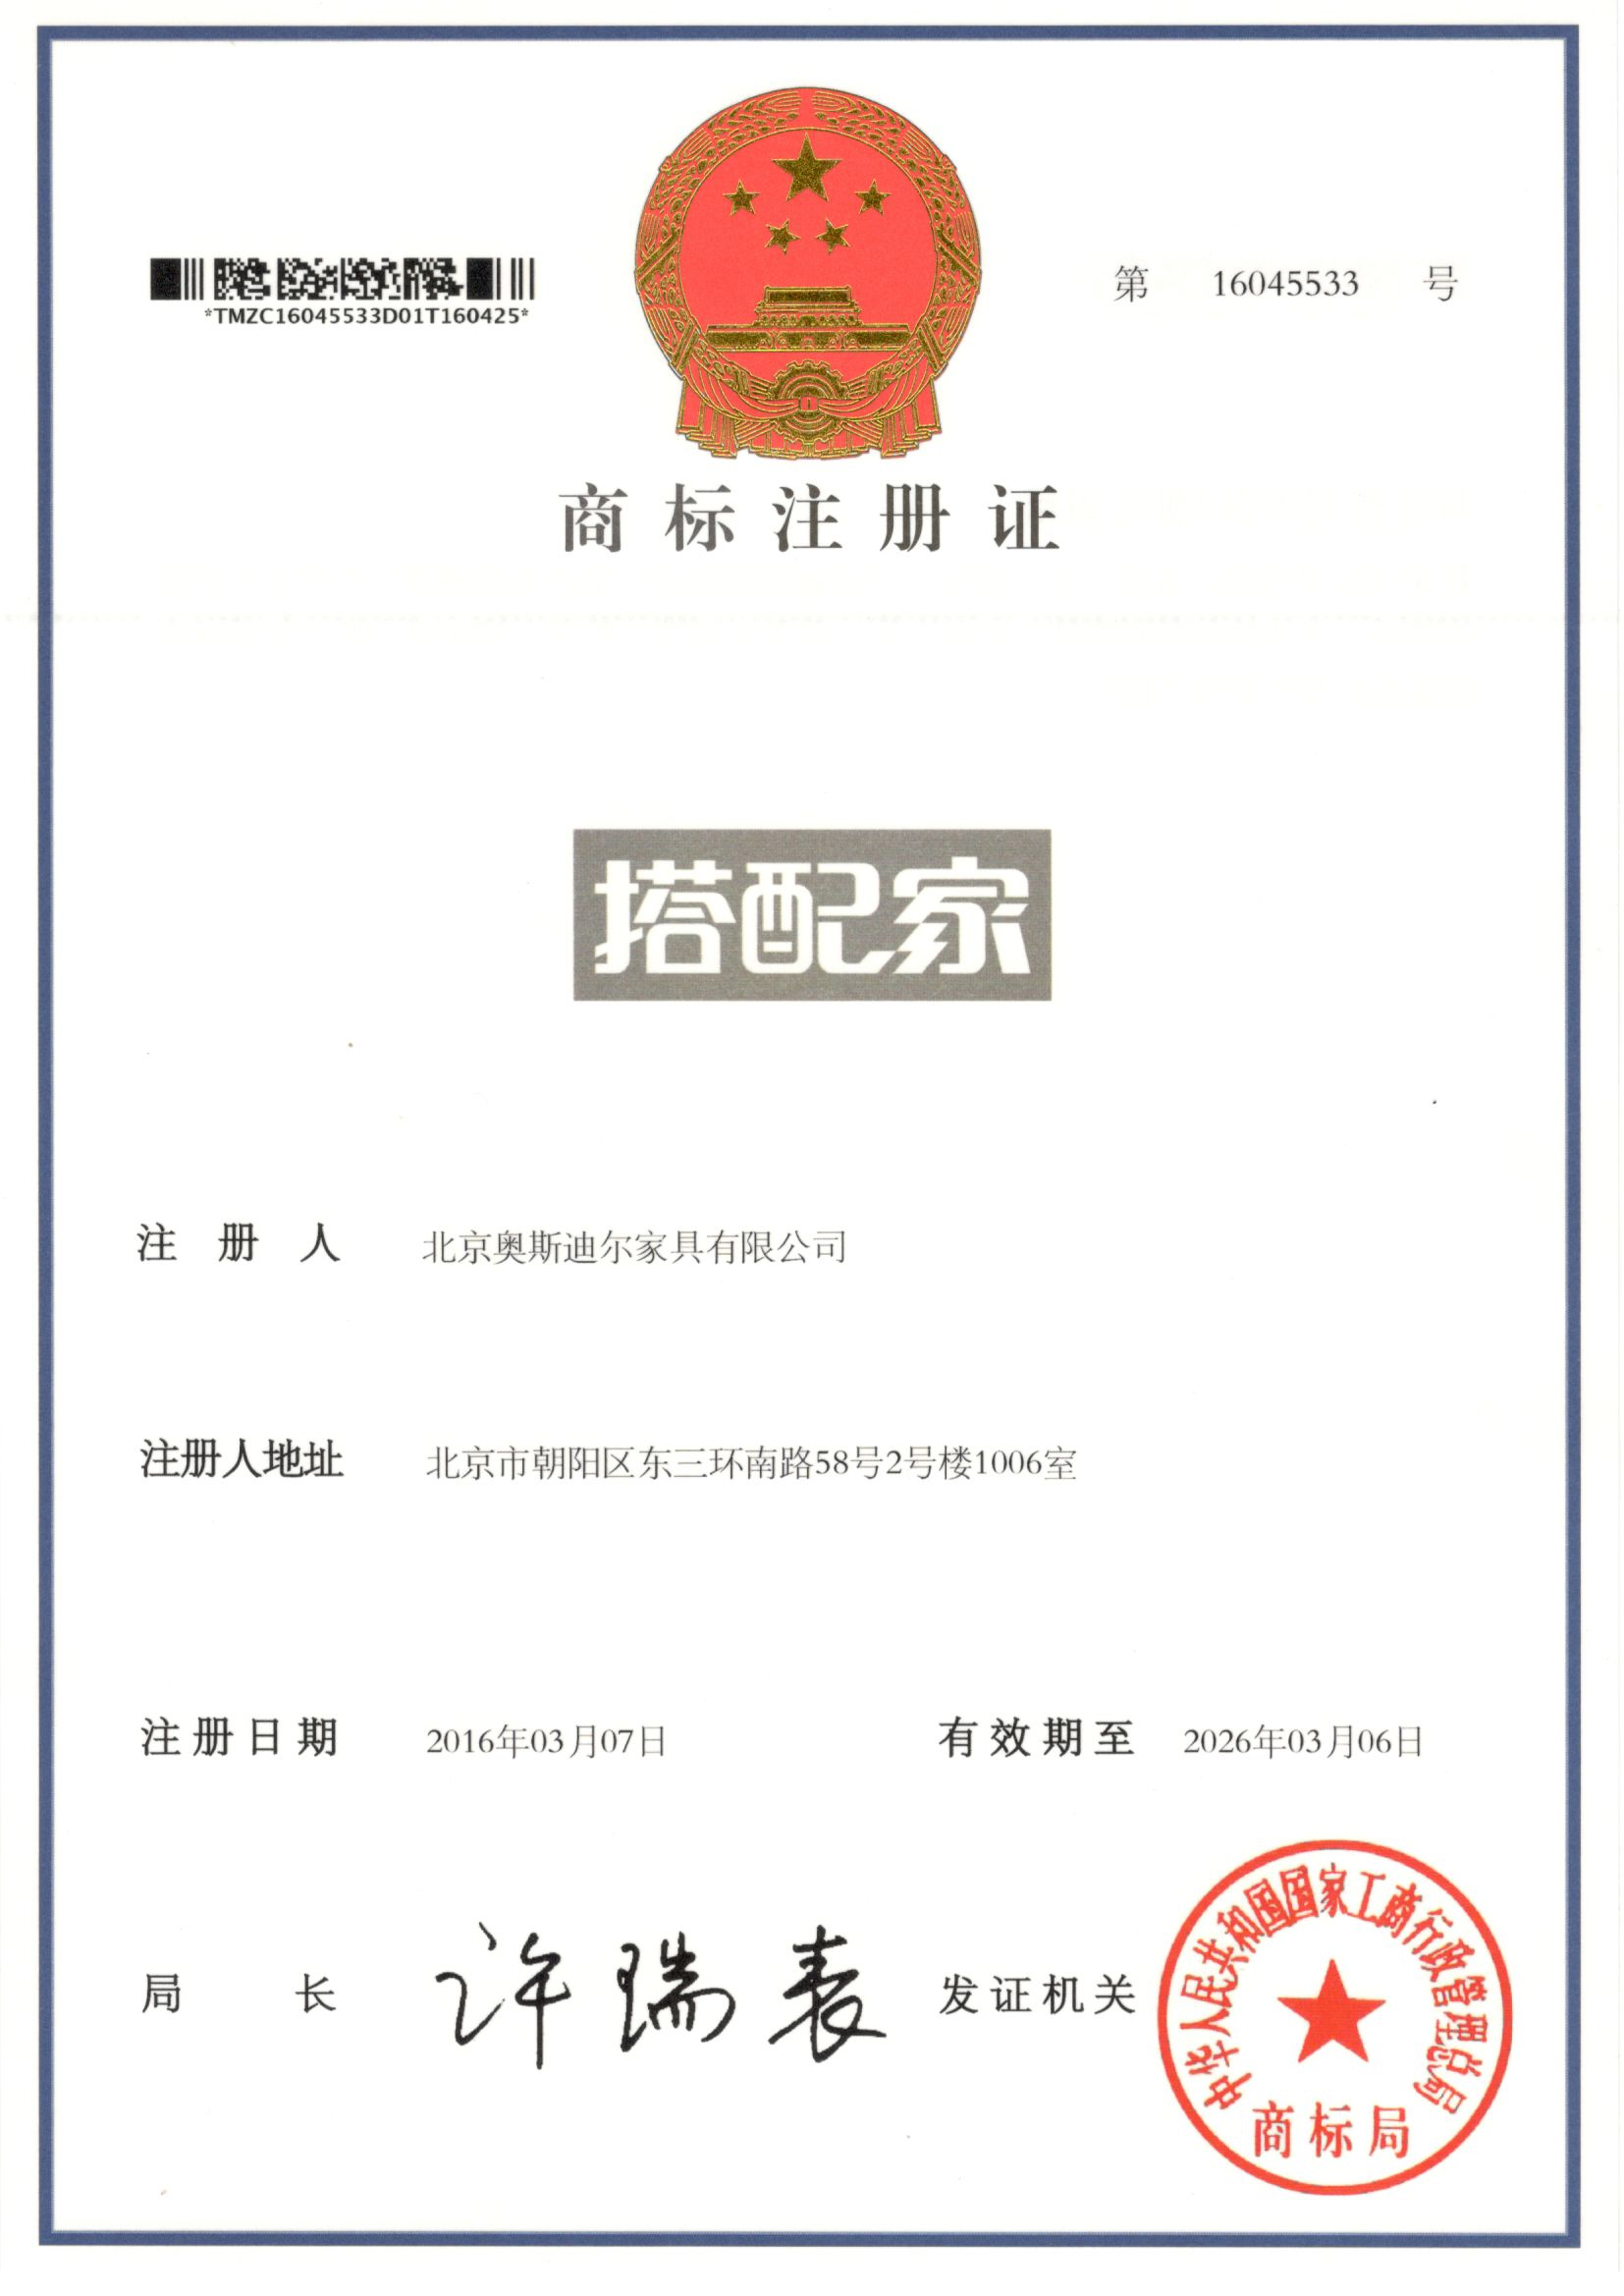 *TMZC16045533D01T160425*
第 16045533 号
商标注册证
搭配家
注册人 北京奥斯迪尔家具有限公司
注册人地址 北京市朝阳区东三环南路58号2号楼1006室
注册日期 2016年03月07日 有效期至 2026年03月06日
局长 许瑞表 发证机关
中华人民共和国国家工商行政管理总局
商标局